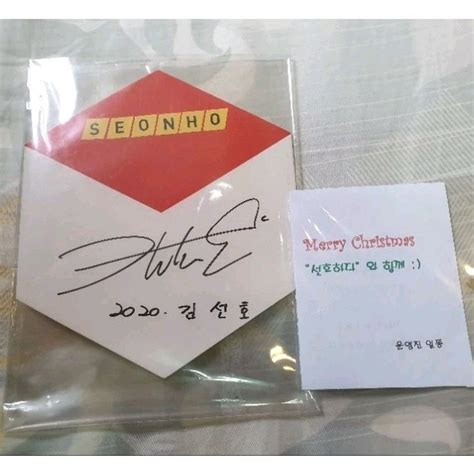 SEONHO
2020. 김 선호
Merry Christmas
"선호하다" 와 함께 :)
운영진 일동